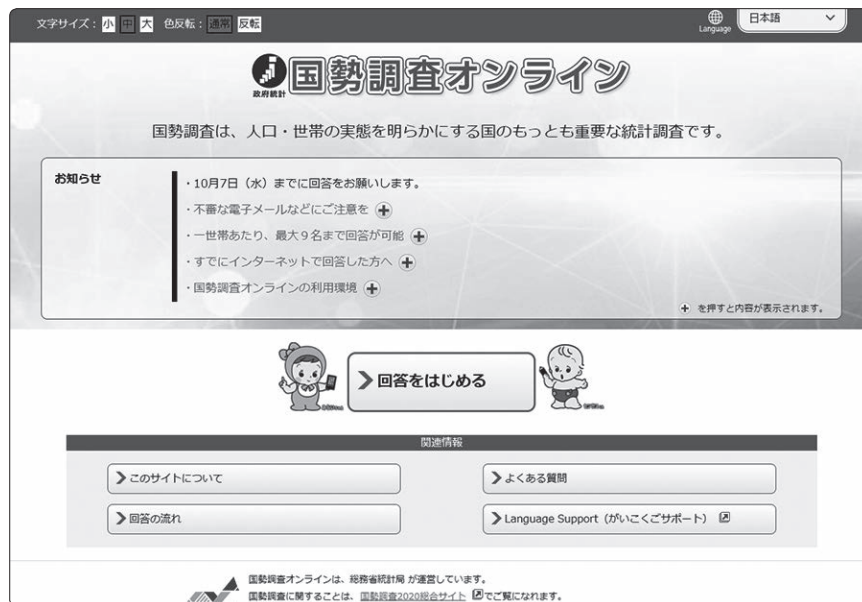 文字サイズ： 小 中 大 色反転： 通常 反転
Language
日本語
政府統計
国勢調査オンライン
国勢調査は、人口・世帯の実態を明らかにする国のもっとも重要な統計調査です。
お知らせ
・10月7日（水）までに回答をお願いします。
・不審な電子メールなどにご注意を
・一世帯あたり、最大９名まで回答が可能
・すでにインターネットで回答した方へ
・国勢調査オンラインの利用環境
を押すと内容が表示されます。
回答をはじめる
関連情報
このサイトについて
よくある質問
回答の流れ
Language Support（がいこくごサポート）
国勢調査オンラインは、総務省統計局 が運営しています。
国勢調査に関することは、国勢調査2020総合サイト でご覧になれます。